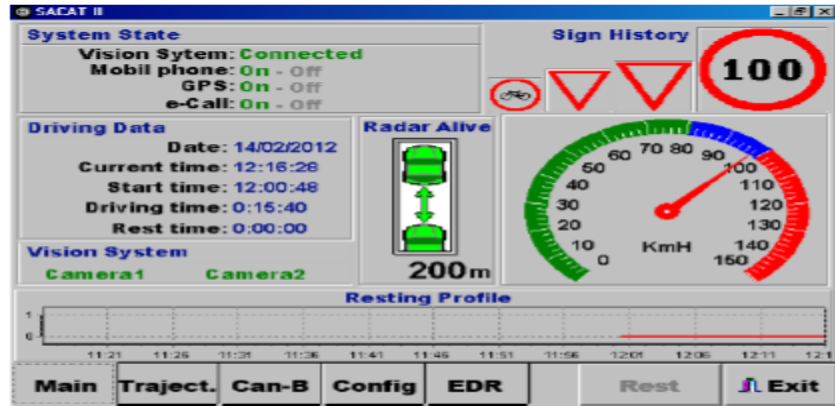 SACAT II
System State
Vision Sytem: Connected
Mobil phone: On - Off
GPS: On - Off
e-Call: On - Off
Sign History
100
Driving Data
Date: 14/02/2012
Current time: 12:16:28
Start time: 12:00:48
Driving time: 0:15:40
Rest time: 0:00:00
Radar Alive
200m
Vision System
Camera1 Camera2
0 10 20 30 40 50 60 70 80 90 100 110 120 130 140 150
KmH
Resting Profile
1
0
11:21 11:26 11:31 11:36 11:41 11:46 11:51 11:56 12:01 12:06 12:11 12:1
Main Traject. Can-B Config EDR Rest Exit